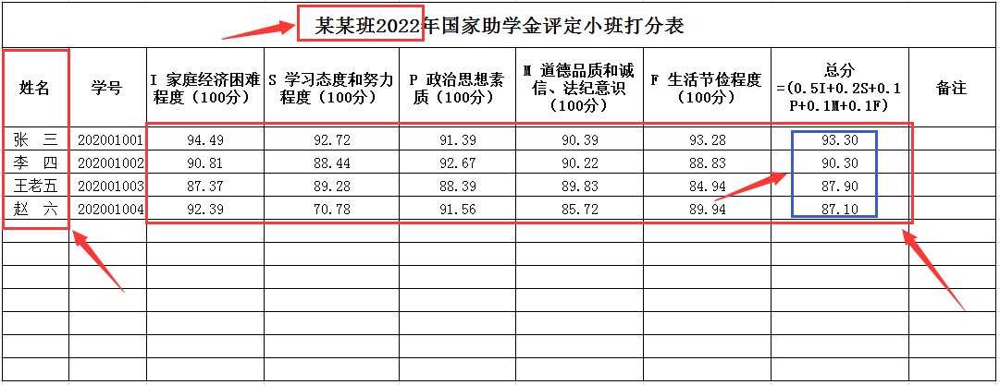 某某班2022年国家助学金评定小班打分表
姓名 学号 I 家庭经济困难程度（100分） S 学习态度和努力程度（100分） P 政治思想素质（100分） M 道德品质和诚信、法纪意识（100分） F 生活节俭程度（100分） 总分=(0.5I+0.2S+0.1P+0.1M+0.1F) 备注
张　三 202001001 94.49 92.72 91.39 90.39 93.28 93.30
李　四 202001002 90.81 88.44 92.67 90.22 88.83 90.30
王老五 202001003 87.37 89.28 88.39 89.83 84.94 87.90
赵　六 202001004 92.39 70.78 91.56 85.72 89.94 87.10